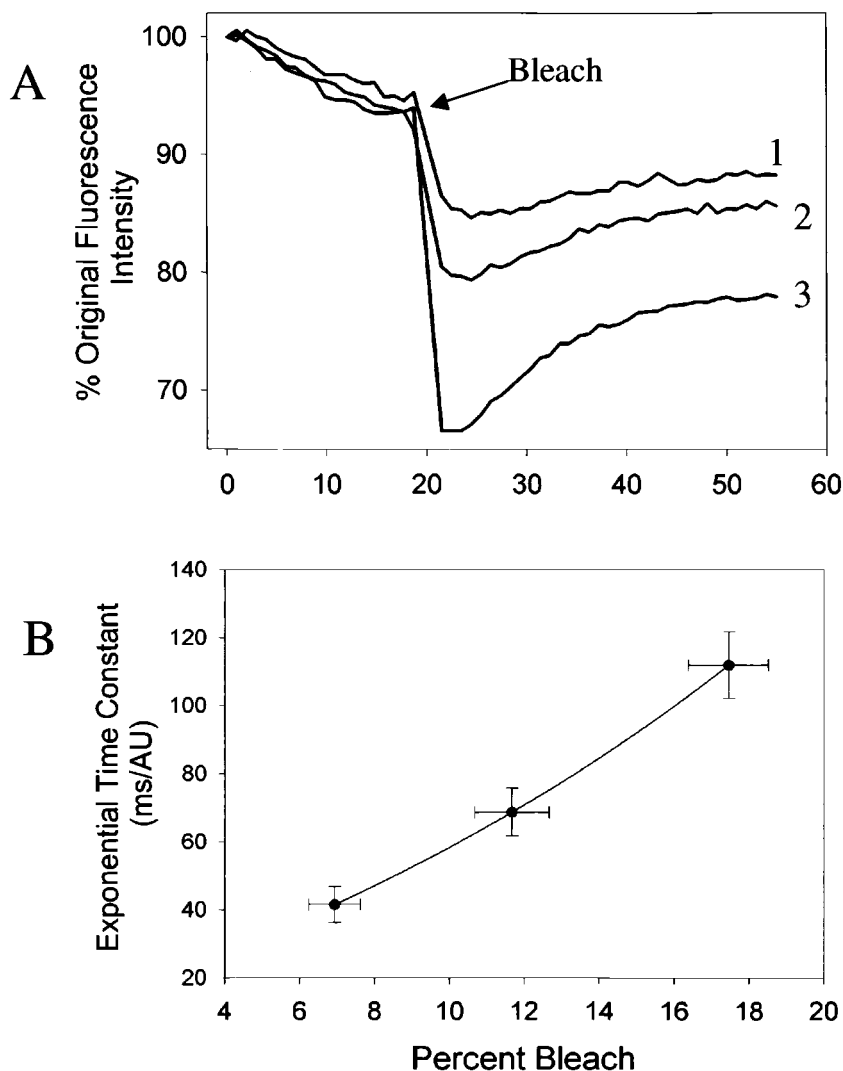 A
% Original Fluorescence
Intensity
100
90
80
70
Bleach
1
2
3
0 10 20 30 40 50 60
B
Exponential Time Constant
(ms/AU)
140
120
100
80
60
40
20
4 6 8 10 12 14 16 18 20
Percent Bleach